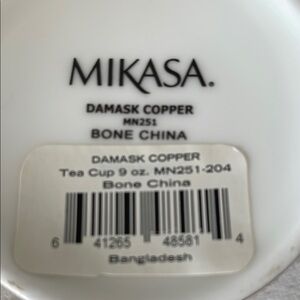 MIKASA.
DAMASK COPPER
MN251
BONE CHINA
DAMASK COPPER
Tea Cup 9 oz. MN251-204
Bone China
6 41265 48581 4
Bangladesh